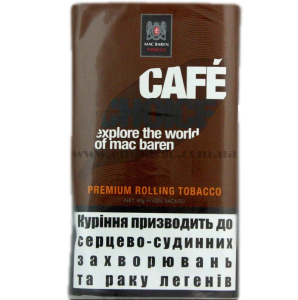 MAC BAREN
CAFÉ
explore the world
of mac baren
PREMIUM ROLLING TOBACCO
Куріння призводить до
серцево-судинних
захворювань
та раку легенів